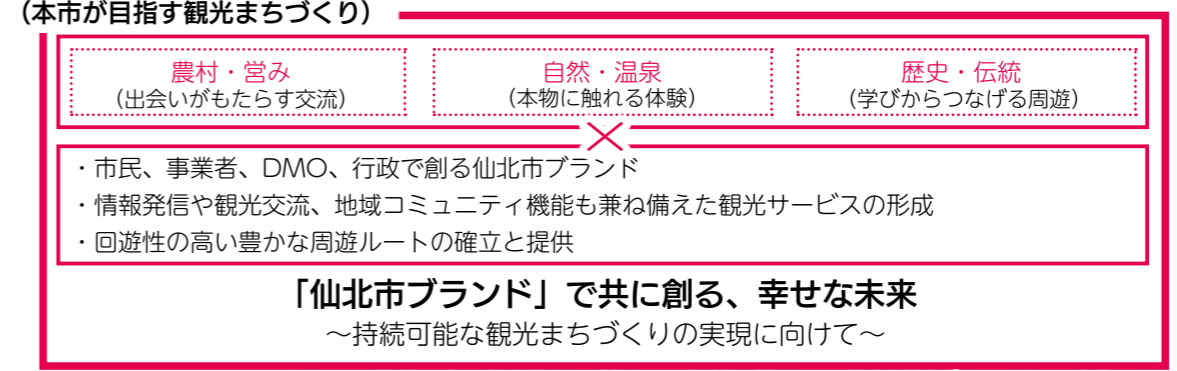 （本市が目指す観光まちづくり）
農村・営み
（出会いがもたらす交流）
自然・温泉
（本物に触れる体験）
歴史・伝統
（学びからつなげる周遊）
・市民、事業者、DMO、行政で創る仙北市ブランド
・情報発信や観光交流、地域コミュニティ機能も兼ね備えた観光サービスの形成
・回遊性の高い豊かな周遊ルートの確立と提供
「仙北市ブランド」で共に創る、幸せな未来
～持続可能な観光まちづくりの実現に向けて～